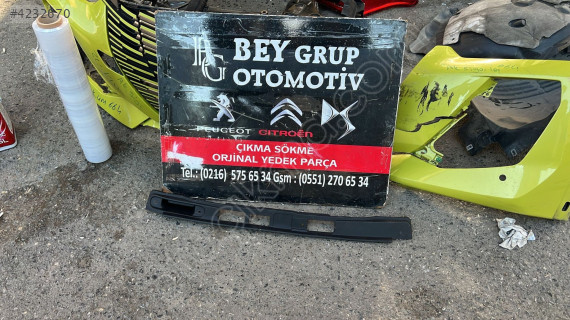 #4232870
BEY GRUP
OTOMOTİV
PEUGEOT CITROËN
ÇIKMA SÖKME
ORJİNAL YEDEK PARÇA
Tel.: (0216) 575 65 34 Gsm : (0551) 270 65 34